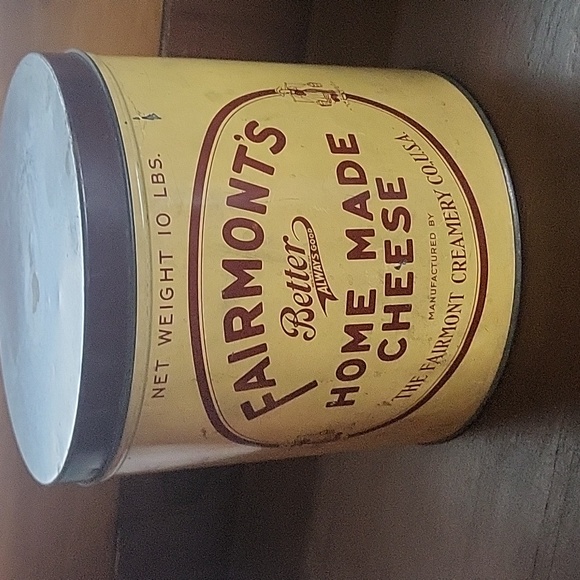 NET WEIGHT 10 LBS.
FAIRMONT'S
Better
ALWAYS GOOD
HOME MADE
CHEESE
MANUFACTURED BY
THE FAIRMONT CREAMERY CO. U.S.A.